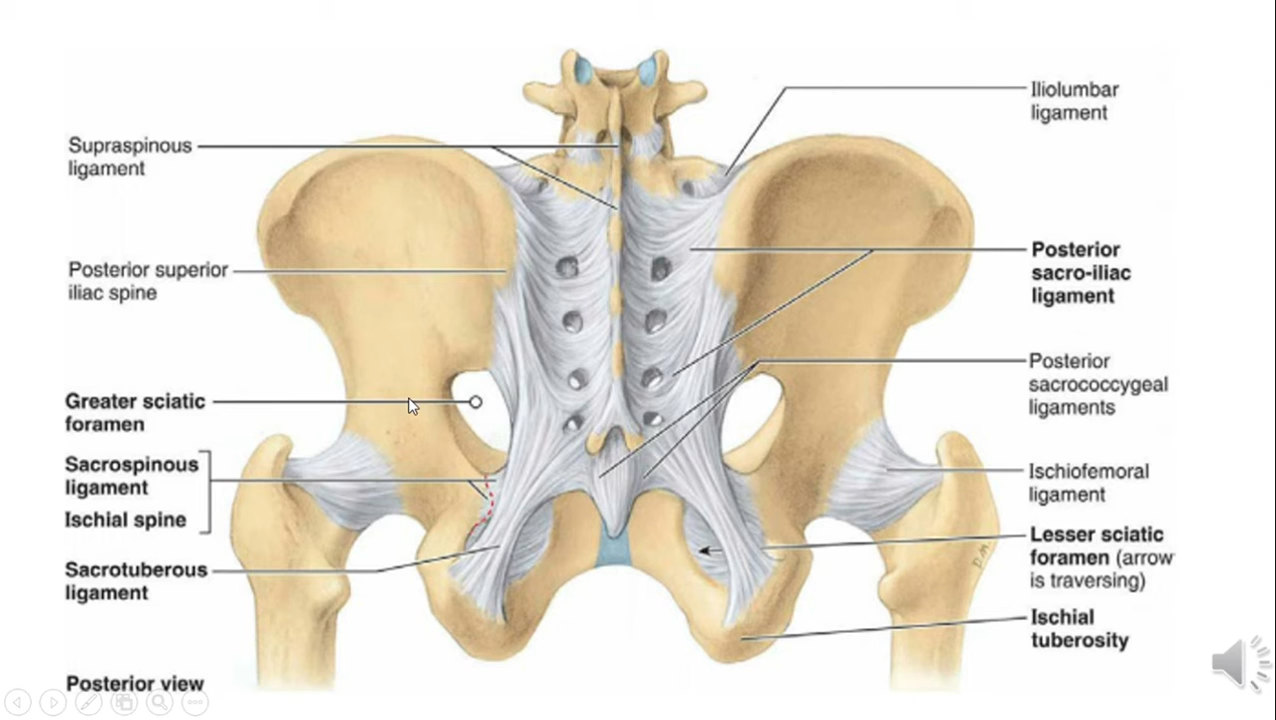 Supraspinous
ligament
Posterior superior
iliac spine
Greater sciatic
foramen
Sacrospinous
ligament
Ischial spine
Sacrotuberous
ligament
Posterior view
Iliolumbar
ligament
Posterior
sacro-iliac
ligament
Posterior
sacrococcygeal
ligaments
Ischiofemoral
ligament
Lesser sciatic
foramen (arrow
is traversing)
Ischial
tuberosity
D.M.